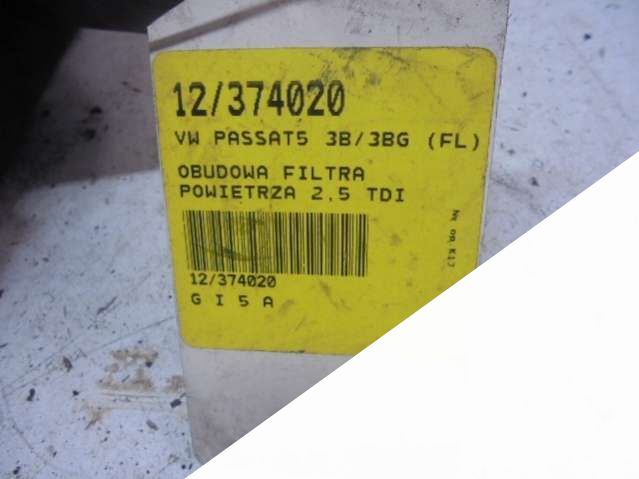 12/374020
VW PASSAT5 3B/3BG (FL)
OBUDOWA FILTRA
POWIETRZA 2,5 TDI
12/374020
G I 5 A